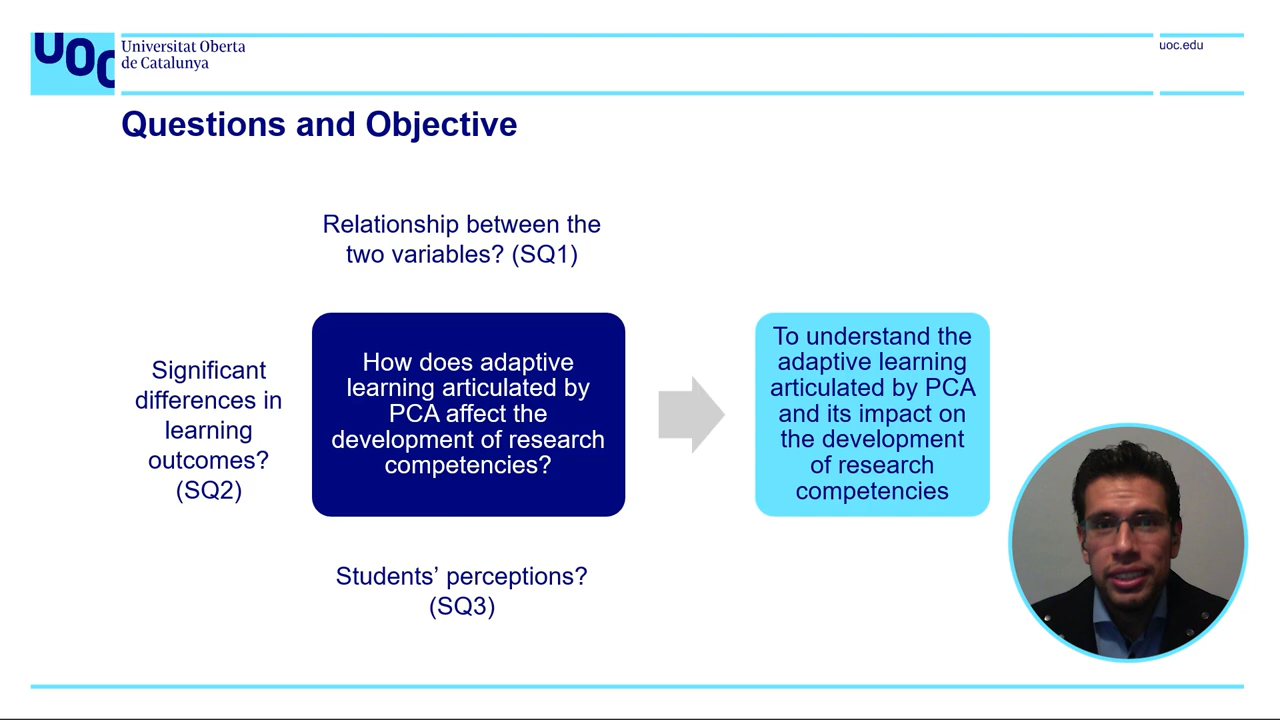 UOC
Universitat Oberta
de Catalunya
uoc.edu
Questions and Objective
Relationship between the
two variables? (SQ1)
Significant
differences in
learning
outcomes?
(SQ2)
How does adaptive
learning articulated by
PCA affect the
development of research
competencies?
To understand the
adaptive learning
articulated by PCA
and its impact on
the development
of research
competencies
Students’ perceptions?
(SQ3)